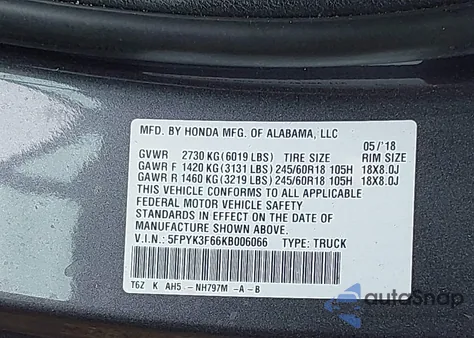 MFD. BY HONDA MFG. OF ALABAMA, LLC
05/'18
GVWR 2730 KG (6019 LBS) TIRE SIZE RIM SIZE
GAWR F 1420 KG (3131 LBS) 245/60R18 105H 18X8.0J
GAWR R 1460 KG (3219 LBS) 245/60R18 105H 18X8.0J
THIS VEHICLE CONFORMS TO ALL APPLICABLE
FEDERAL MOTOR VEHICLE SAFETY
STANDARDS IN EFFECT ON THE DATE OF
MANUFACTURE SHOWN ABOVE.
V.I.N.: 5FPYK3F66KB006066 TYPE: TRUCK
T6Z K AH5 - NH797M -A -B
autoSnap